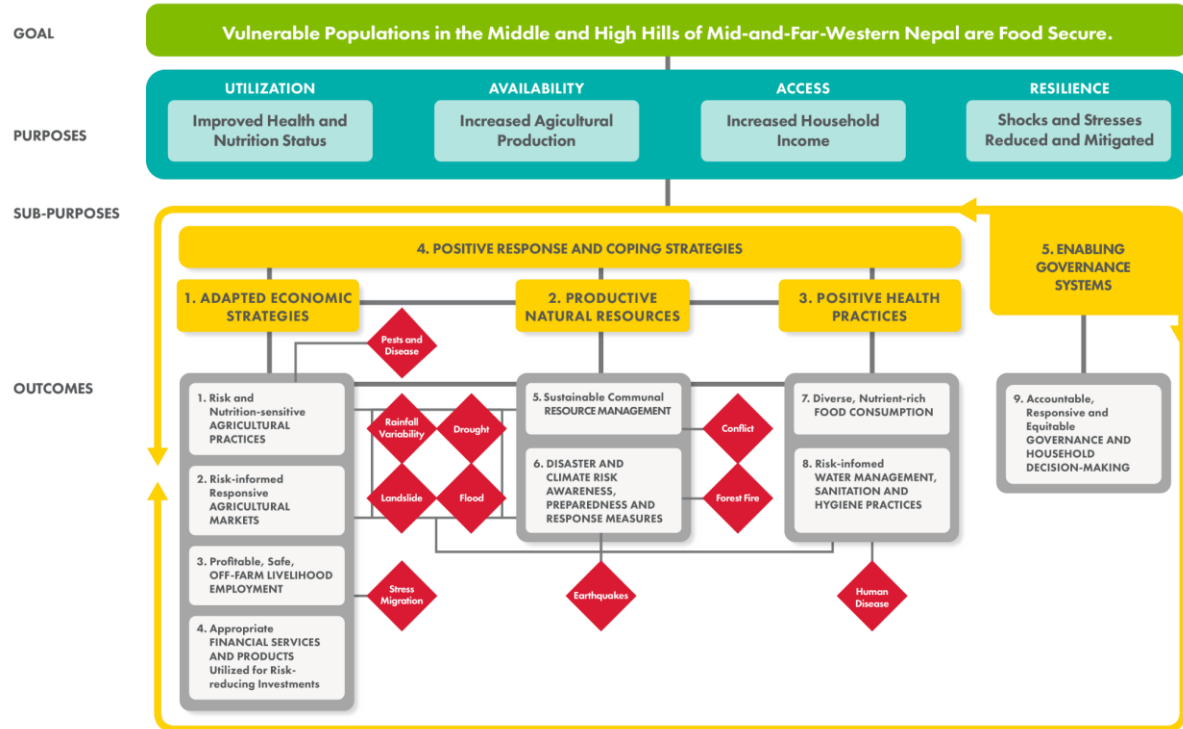 GOAL
Vulnerable Populations in the Middle and High Hills of Mid-and-Far-Western Nepal are Food Secure.
PURPOSES
UTILIZATION
Improved Health and
Nutrition Status
AVAILABILITY
Increased Agicultural
Production
ACCESS
Increased Household
Income
RESILIENCE
Shocks and Stresses
Reduced and Mitigated
SUB-PURPOSES
4. POSITIVE RESPONSE AND COPING STRATEGIES
5. ENABLING
GOVERNANCE
SYSTEMS
1. ADAPTED ECONOMIC
STRATEGIES
2. PRODUCTIVE
NATURAL RESOURCES
3. POSITIVE HEALTH
PRACTICES
OUTCOMES
Pests and
Disease
1. Risk and
Nutrition-sensitive
AGRICULTURAL
PRACTICES
2. Risk-informed
Responsive
AGRICULTURAL
MARKETS
3. Profitable, Safe,
OFF-FARM LIVELIHOOD
EMPLOYMENT
4. Appropriate
FINANCIAL SERVICES
AND PRODUCTS
Utilized for Risk-
reducing Investments
Rainfall
Variability
Drought
Landslide
Flood
Stress
Migration
5. Sustainable Communal
RESOURCE MANAGEMENT
6. DISASTER AND
CLIMATE RISK
AWARENESS,
PREPAREDNESS AND
RESPONSE MEASURES
Conflict
Forest Fire
Earthquakes
7. Diverse, Nutrient-rich
FOOD CONSUMPTION
8. Risk-infomed
WATER MANAGEMENT,
SANITATION AND
HYGIENE PRACTICES
Human
Disease
9. Accountable,
Responsive and
Equitable
GOVERNANCE AND
HOUSEHOLD
DECISION-MAKING